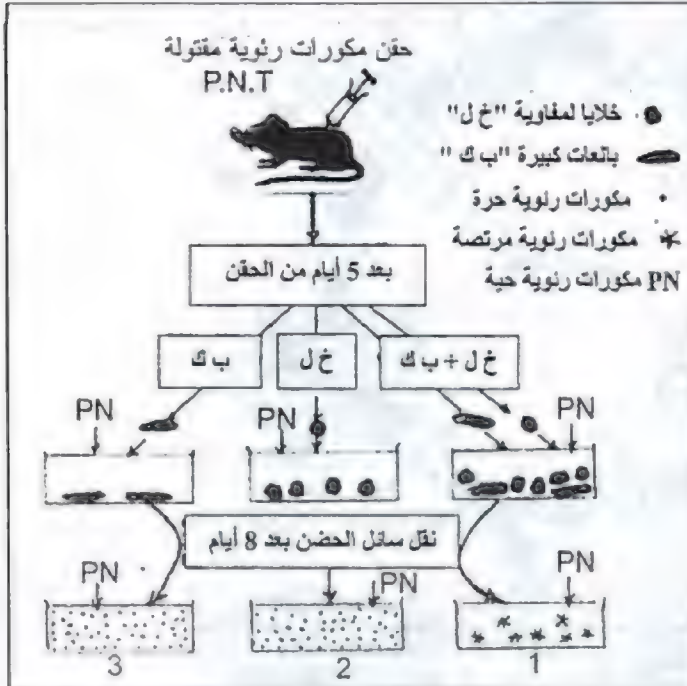 حقن مكورات رئوية مقتولة
P.N.T
خلايا لمفاوية "خ ل"
بالعات كبيرة "ب ك"
مكورات رئوية حرة
مكورات رئوية مرتصة
PN مكورات رئوية حية
بعد 5 أيام من الحقن
خ ل + ب ك
خ ل
ب ك
PN
PN
PN
نقل سائل الحضن بعد 8 أيام
PN
PN
PN
1
2
3